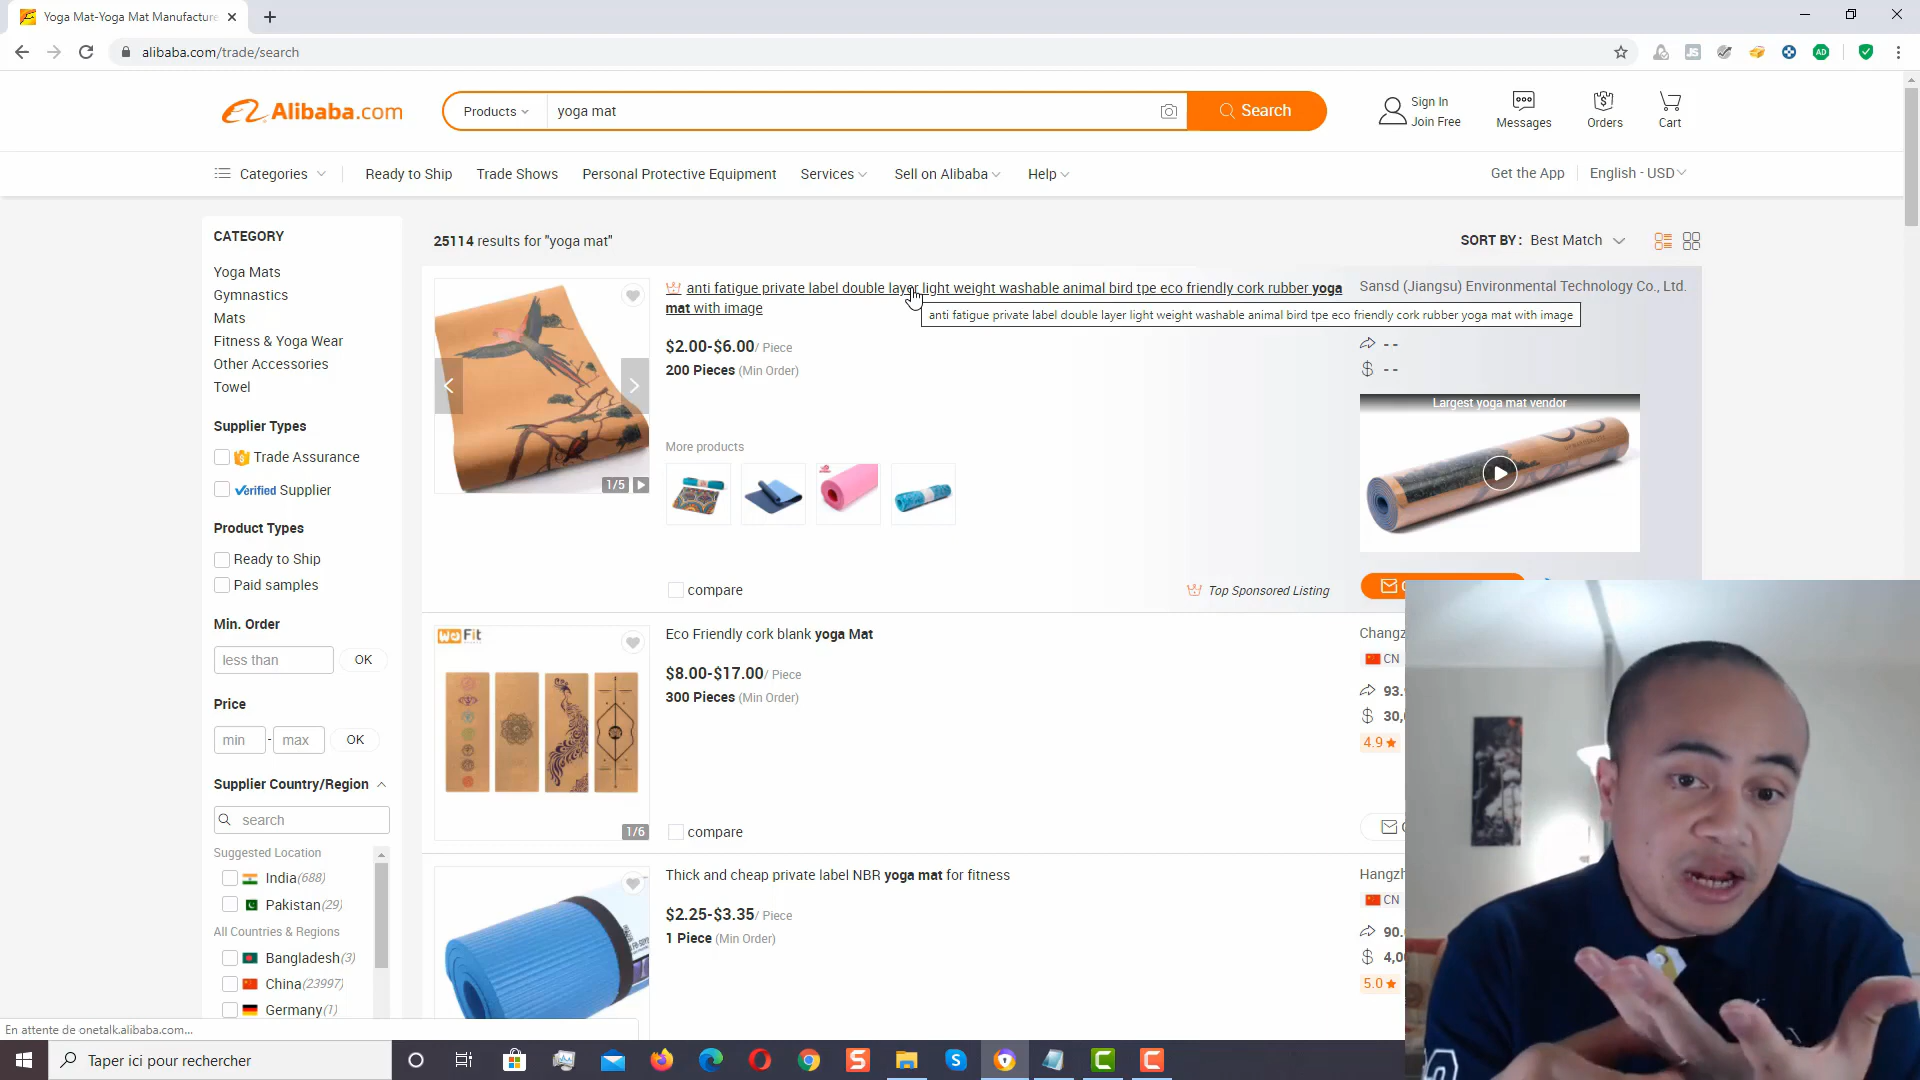 Yoga Mat-Yoga Mat Manufacture
alibaba.com/trade/search
Alibaba.com
Products
yoga mat
Search
Sign In
Join Free
Messages
Orders
Cart
Categories
Ready to Ship
Trade Shows
Personal Protective Equipment
Services
Sell on Alibaba
Help
Get the App
English - USD
CATEGORY
Yoga Mats
Gymnastics
Mats
Fitness & Yoga Wear
Other Accessories
Towel
Supplier Types
Trade Assurance
Verified Supplier
Product Types
Ready to Ship
Paid samples
Min. Order
less than
OK
Price
min - max OK
Supplier Country/Region
search
Suggested Location
India(688)
Pakistan(29)
All Countries & Regions
Bangladesh(3)
China(23997)
Germany(1)
25114 results for "yoga mat"
SORT BY : Best Match
anti fatigue private label double layer light weight washable animal bird tpe eco friendly cork rubber yoga
mat with image
anti fatigue private label double layer light weight washable animal bird tpe eco friendly cork rubber yoga mat with image
$2.00-$6.00/ Piece
200 Pieces (Min Order)
More products
1/5
compare
Top Sponsored Listing
Sansd (Jiangsu) Environmental Technology Co., Ltd.
- -
$ - -
Largest yoga mat vendor
WoFit
Eco Friendly cork blank yoga Mat
$8.00-$17.00/ Piece
300 Pieces (Min Order)
1/6
compare
Changz
CN
93.
$ 30,
4.9
Thick and cheap private label NBR yoga mat for fitness
$2.25-$3.35/ Piece
1 Piece (Min Order)
Hangzh
CN
90.
$ 4,0
5.0
En attente de onetalk.alibaba.com...
Taper ici pour rechercher